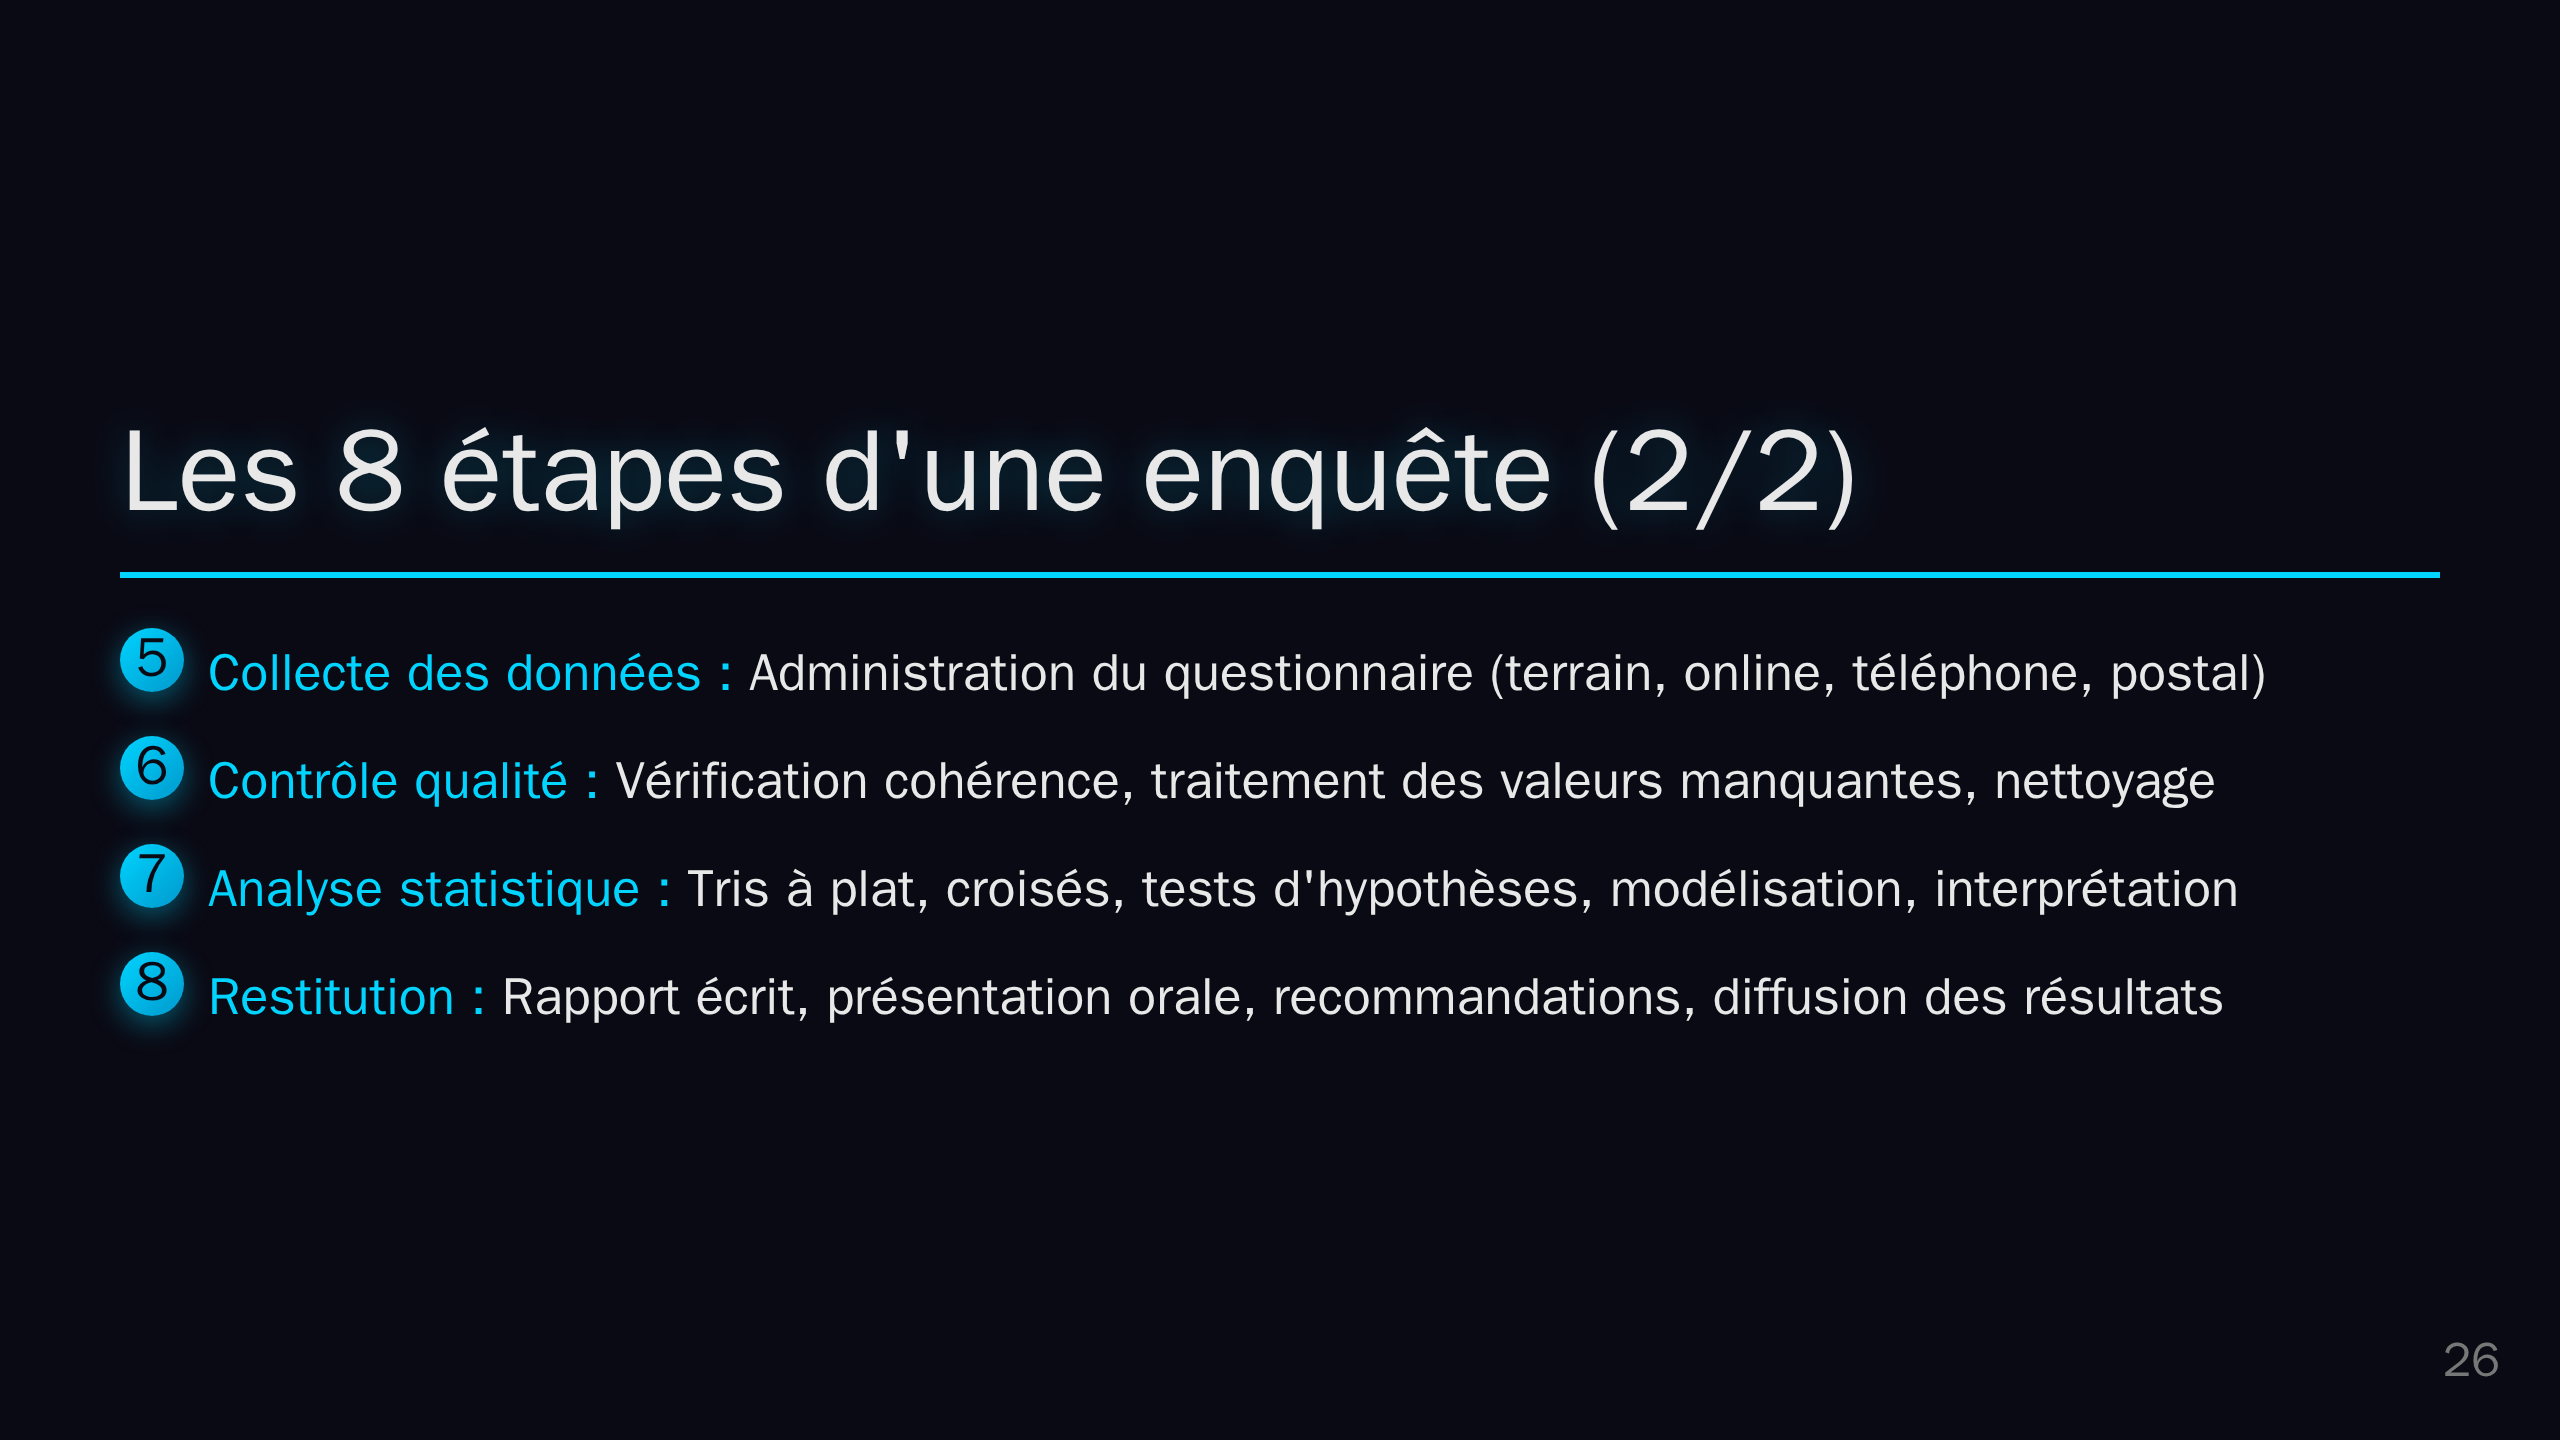 Les 8 étapes d'une enquête (2/2)
5 Collecte des données : Administration du questionnaire (terrain, online, téléphone, postal)
6 Contrôle qualité : Vérification cohérence, traitement des valeurs manquantes, nettoyage
7 Analyse statistique : Tris à plat, croisés, tests d'hypothèses, modélisation, interprétation
8 Restitution : Rapport écrit, présentation orale, recommandations, diffusion des résultats
26